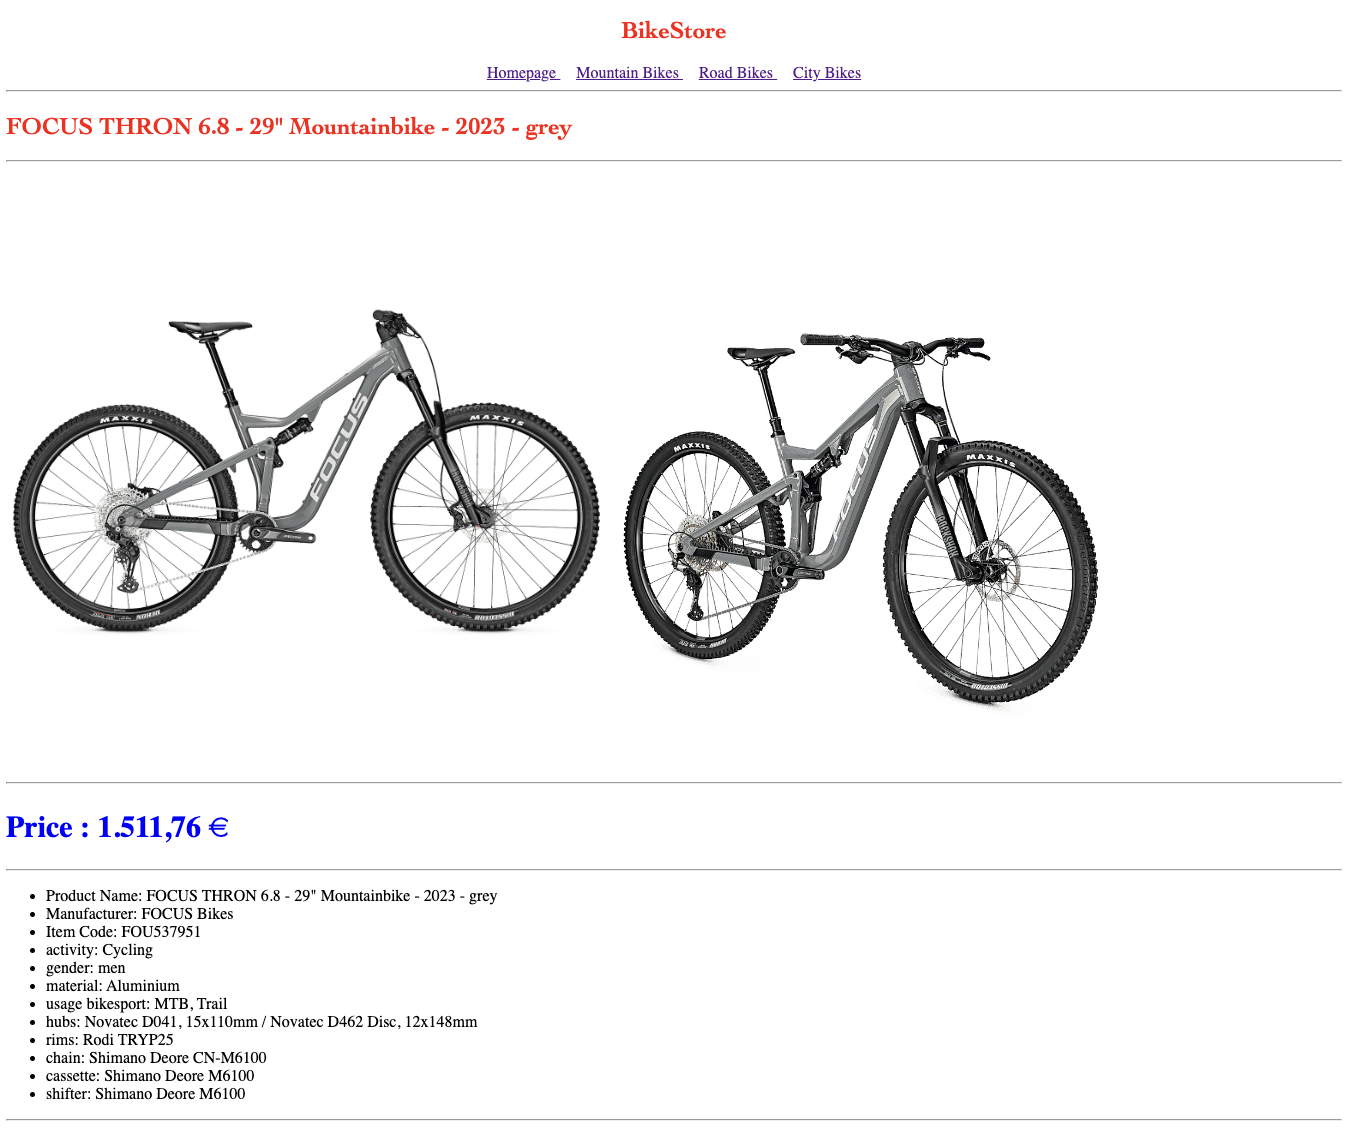 BikeStore
Homepage Mountain Bikes Road Bikes City Bikes
FOCUS THRON 6.8 - 29" Mountainbike - 2023 - grey
MAXXIS MAXXIS FOCUS
MAXXIS MAXXIS FOCUS
ROCKSHOX
Price : 1.511,76 €
• Product Name: FOCUS THRON 6.8 - 29" Mountainbike - 2023 - grey
• Manufacturer: FOCUS Bikes
• Item Code: FOU537951
• activity: Cycling
• gender: men
• material: Aluminium
• usage bikesport: MTB, Trail
• hubs: Novatec D041, 15x110mm / Novatec D462 Disc, 12x148mm
• rims: Rodi TRYP25
• chain: Shimano Deore CN-M6100
• cassette: Shimano Deore M6100
• shifter: Shimano Deore M6100